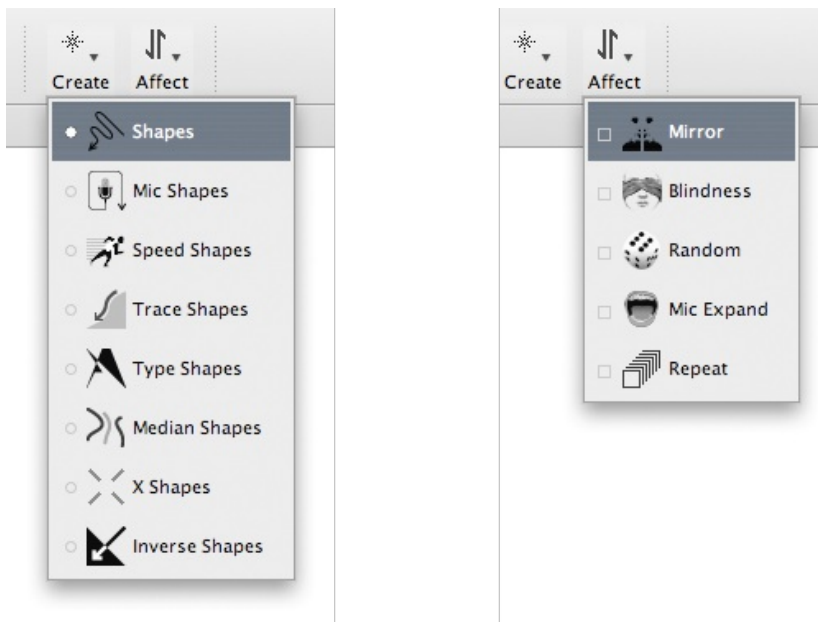 Create Affect
Shapes
Mic Shapes
Speed Shapes
Trace Shapes
Type Shapes
Median Shapes
X Shapes
Inverse Shapes
Create Affect
Mirror
Blindness
Random
Mic Expand
Repeat